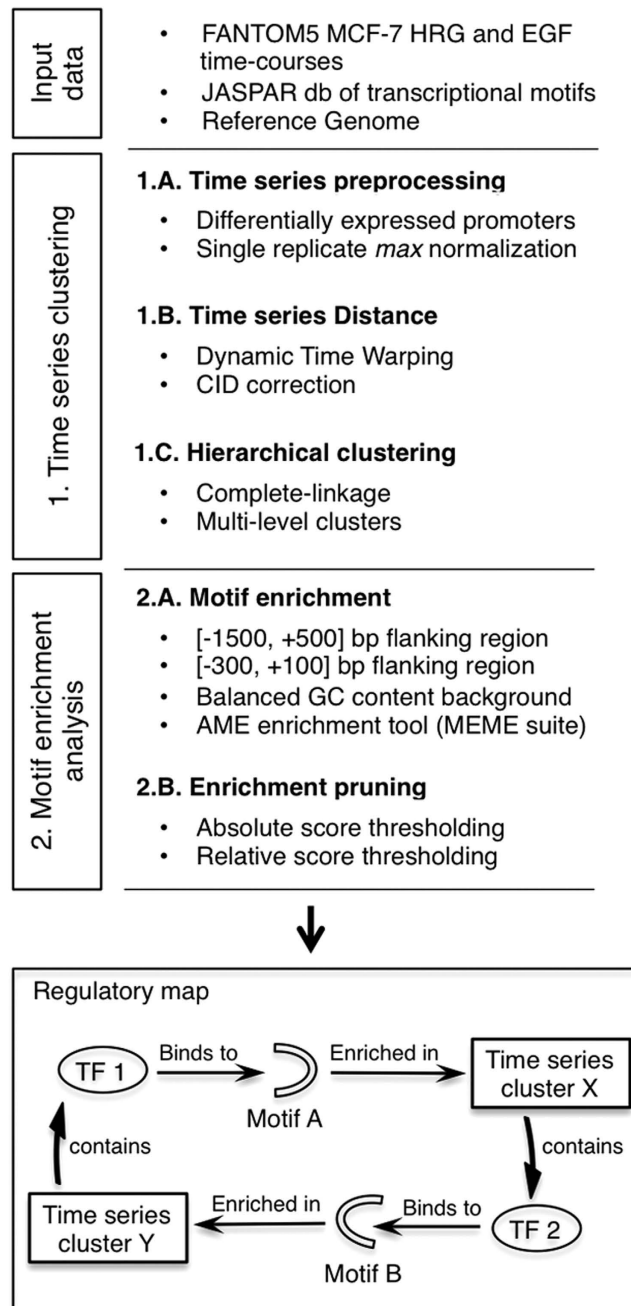 Input
data
• FANTOM5 MCF-7 HRG and EGF
time-courses
• JASPAR db of transcriptional motifs
• Reference Genome
1. Time series clustering
1.A. Time series preprocessing
• Differentially expressed promoters
• Single replicate max normalization
1.B. Time series Distance
• Dynamic Time Warping
• CID correction
1.C. Hierarchical clustering
• Complete-linkage
• Multi-level clusters
2. Motif enrichment
analysis
2.A. Motif enrichment
• [-1500, +500] bp flanking region
• [-300, +100] bp flanking region
• Balanced GC content background
• AME enrichment tool (MEME suite)
2.B. Enrichment pruning
• Absolute score thresholding
• Relative score thresholding
Regulatory map
TF 1
Binds to
Motif A
Enriched in
Time series
cluster X
contains
contains
Time series
cluster Y
Enriched in
Motif B
Binds to
TF 2